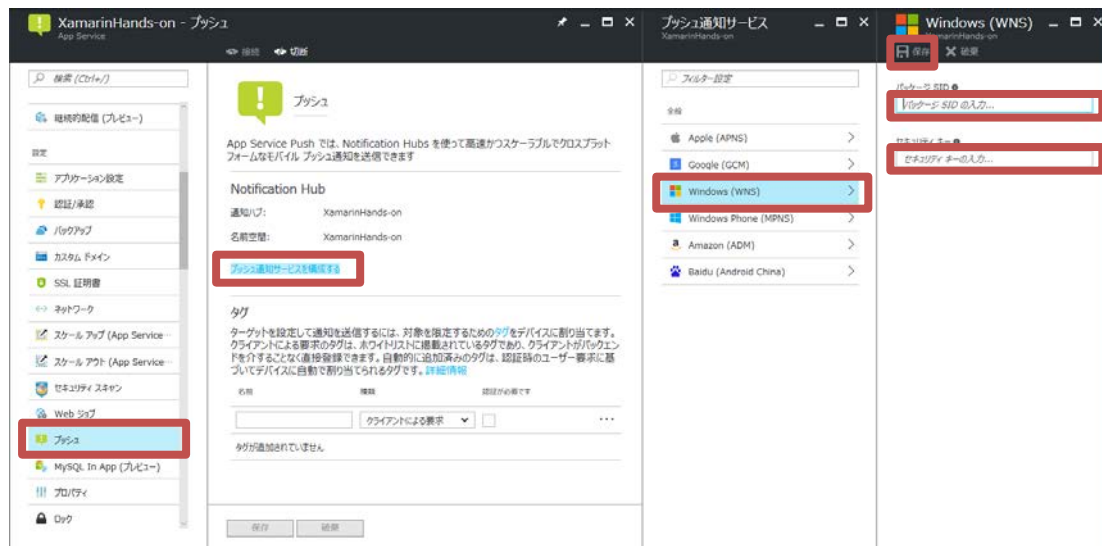 XamarinHands-on - プッシュ
App Service
接続 切断
検索 (Ctrl+/)
継続的配信 (プレビュー)
設定
アプリケーション設定
認証/承認
バックアップ
カスタム ドメイン
SSL 証明書
ネットワーク
スケール アップ (App Service…
スケール アウト (App Service…
セキュリティ スキャン
Web ジョブ
プッシュ
MySQL In App (プレビュー)
プロパティ
ロック
プッシュ
App Service Push では、Notification Hubs を使って高速かつスケーラブルでクロスプラット
フォームなモバイル プッシュ通知を送信できます
Notification Hub
通知ハブ: XamarinHands-on
名前空間: XamarinHands-on
プッシュ通知サービスを構成する
タグ
ターゲットを設定して通知を送信するには、対象を限定するためのタグをデバイスに割り当てます。
クライアントによる要求のタグは、ホワイトリストに掲載されているタグであり、クライアントがバックエン
ドを介することなく直接登録できます。自動的に追加済みのタグは、認証時のユーザー要求に基
づいてデバイスに自動で割り当てられるタグです。詳細情報
名前 種類 認証が必要です
クライアントによる要求 ...
タグが追加されていません
保存 破棄
プッシュ通知サービス
XamarinHands-on
フィルター設定
全般
Apple (APNS)
Google (GCM)
Windows (WNS)
Windows Phone (MPNS)
Amazon (ADM)
Baidu (Android China)
Windows (WNS)
XamarinHands-on
保存 破棄
パッケージ SID
パッケージ SID の入力...
セキュリティ キー
セキュリティ キーの入力...